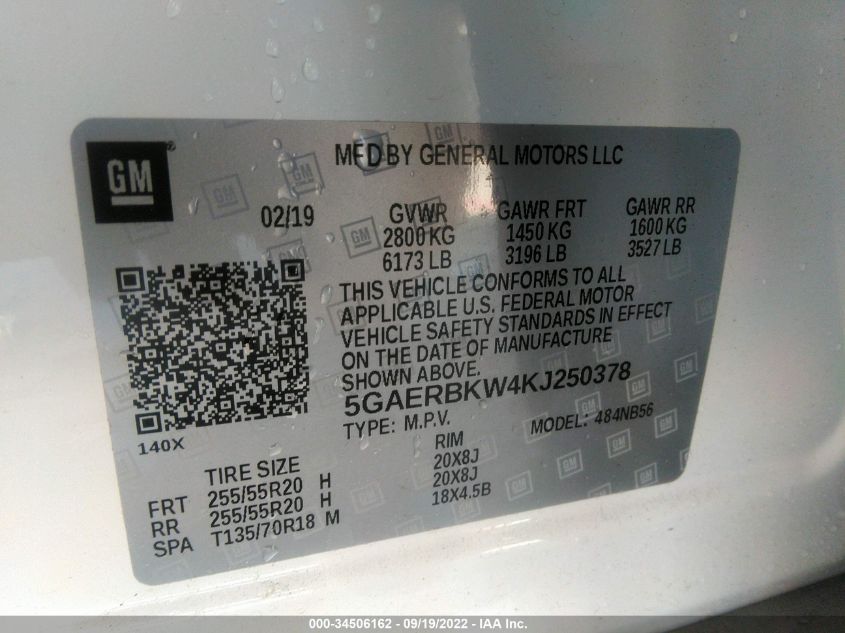 GM
MFD BY GENERAL MOTORS LLC
02/19 GVWR GAWR FRT GAWR RR
2800 KG 1450 KG 1600 KG
6173 LB 3196 LB 3527 LB
THIS VEHICLE CONFORMS TO ALL
APPLICABLE U.S. FEDERAL MOTOR
VEHICLE SAFETY STANDARDS IN EFFECT
ON THE DATE OF MANUFACTURE
SHOWN ABOVE.
5GAERBKW4KJ250378
TYPE: M.P.V. MODEL: 484NB56
140X
TIRE SIZE RIM
FRT 255/55R20 H 20X8J
RR 255/55R20 H 20X8J
SPA T135/70R18 M 18X4.5B
000-34506162 - 09/19/2022 - IAA Inc.